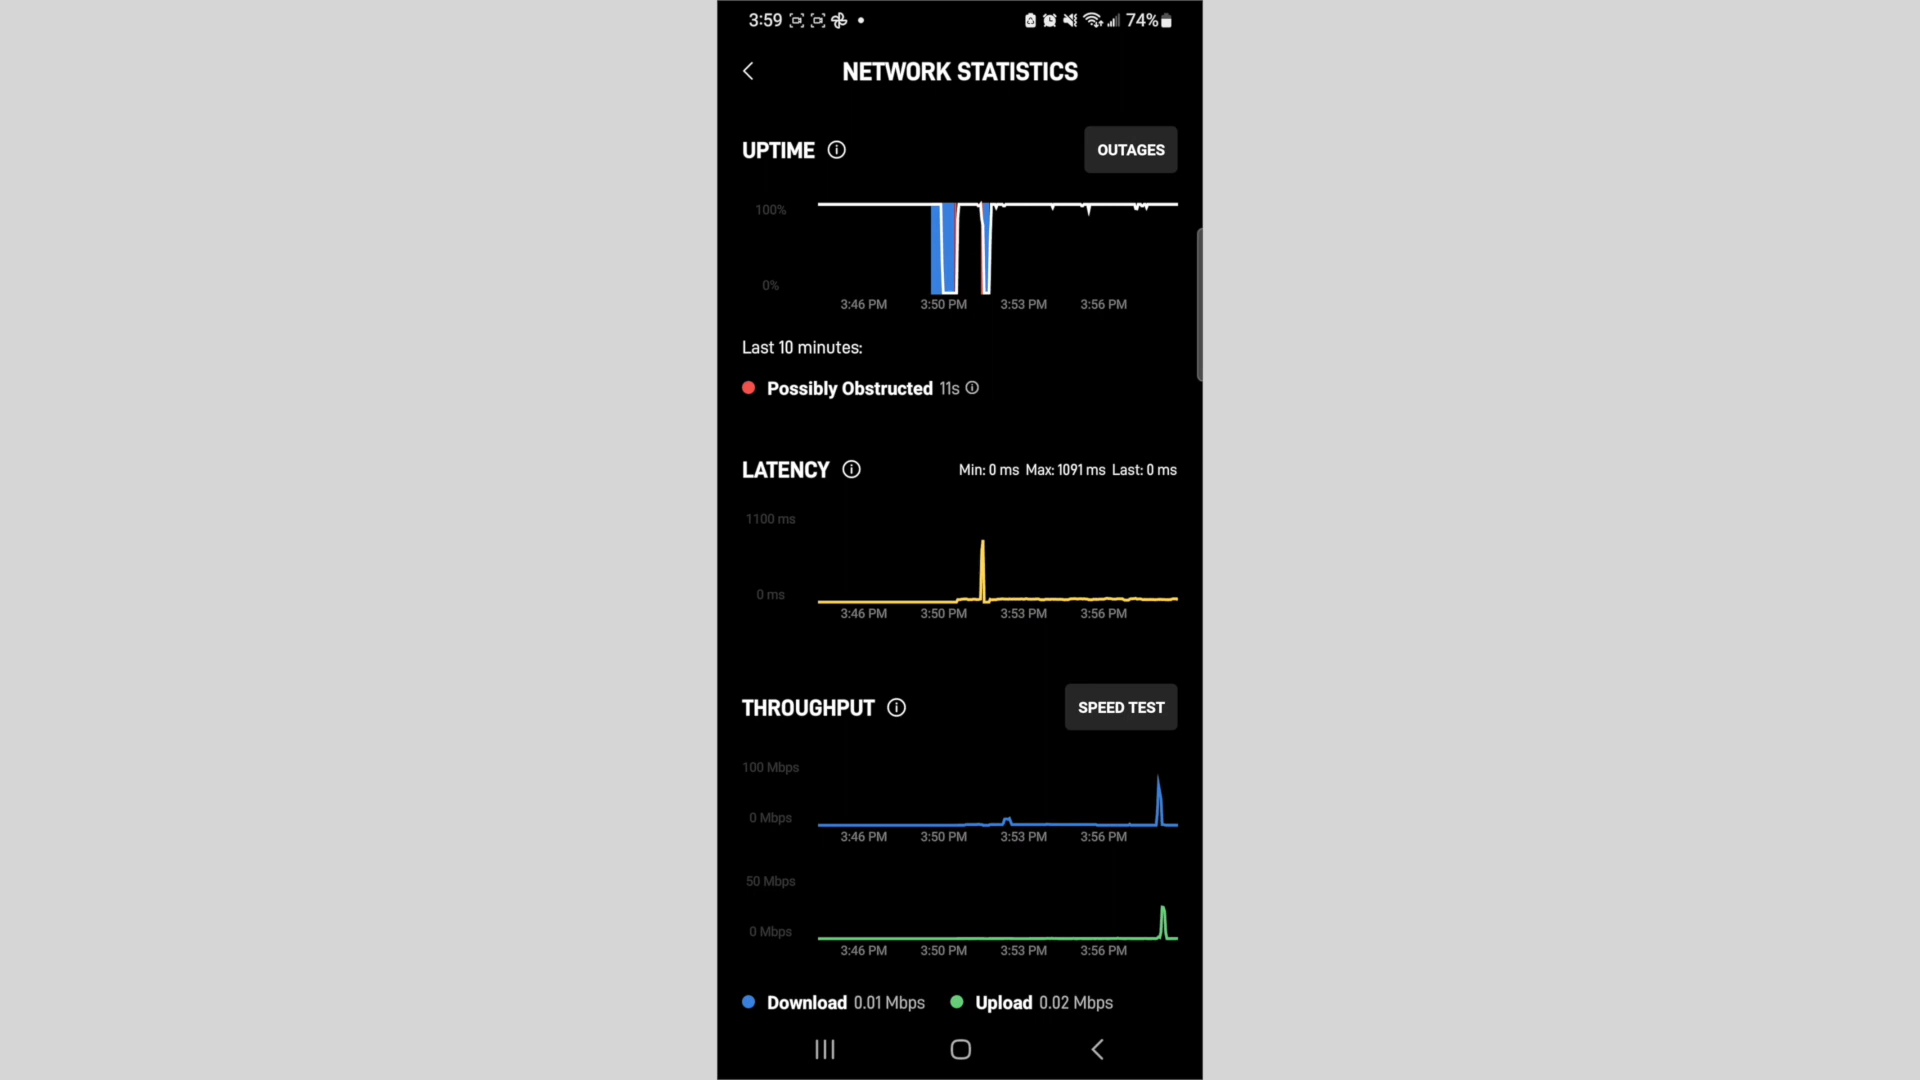 3:59 74%
NETWORK STATISTICS
UPTIME OUTAGES
100%
0%
3:46 PM 3:50 PM 3:53 PM 3:56 PM
Last 10 minutes:
Possibly Obstructed 11s
LATENCY Min: 0 ms Max: 1091 ms Last: 0 ms
1100 ms
0 ms
3:46 PM 3:50 PM 3:53 PM 3:56 PM
THROUGHPUT SPEED TEST
100 Mbps
0 Mbps
3:46 PM 3:50 PM 3:53 PM 3:56 PM
50 Mbps
0 Mbps
3:46 PM 3:50 PM 3:53 PM 3:56 PM
Download 0.01 Mbps Upload 0.02 Mbps